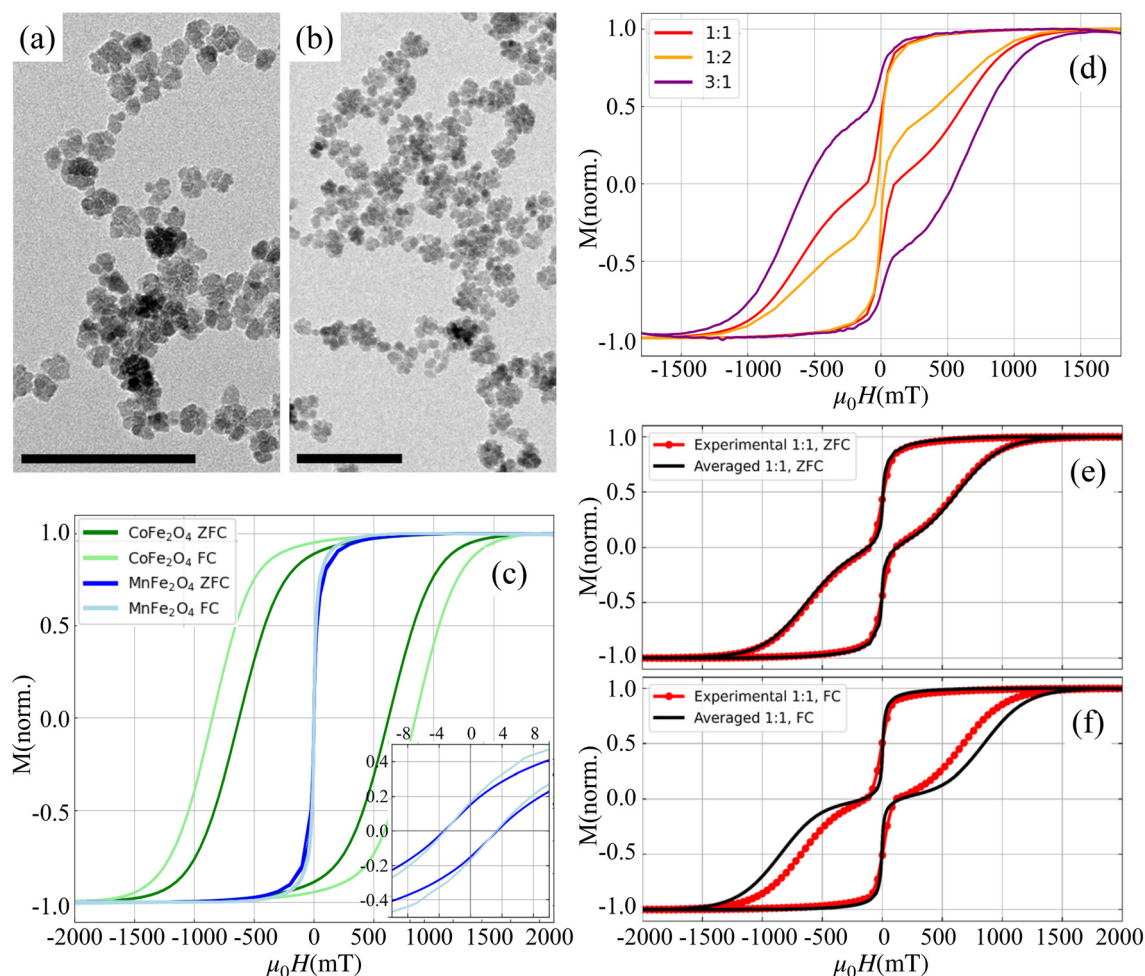 (a)
(b)
1.0
0.5
0.0
-0.5
-1.0
M(norm.)
1:1
1:2
3:1
(d)
-1500 -1000 -500 0 500 1000 1500
μ₀H(mT)
1.0
0.5
0.0
-0.5
-1.0
M(norm.)
CoFe₂O₄ ZFC
CoFe₂O₄ FC
MnFe₂O₄ ZFC
MnFe₂O₄ FC
(c)
-8 -4 0 4 8
0.4
0.2
0.0
-0.2
-0.4
-2000 -1500 -1000 -500 0 500 1000 1500 2000
μ₀H(mT)
1.0
0.5
0.0
-0.5
-1.0
M(norm.)
Experimental 1:1, ZFC
Averaged 1:1, ZFC
(e)
1.0
0.5
0.0
-0.5
-1.0
M(norm.)
Experimental 1:1, FC
Averaged 1:1, FC
(f)
-2000 -1500 -1000 -500 0 500 1000 1500 2000
μ₀H(mT)